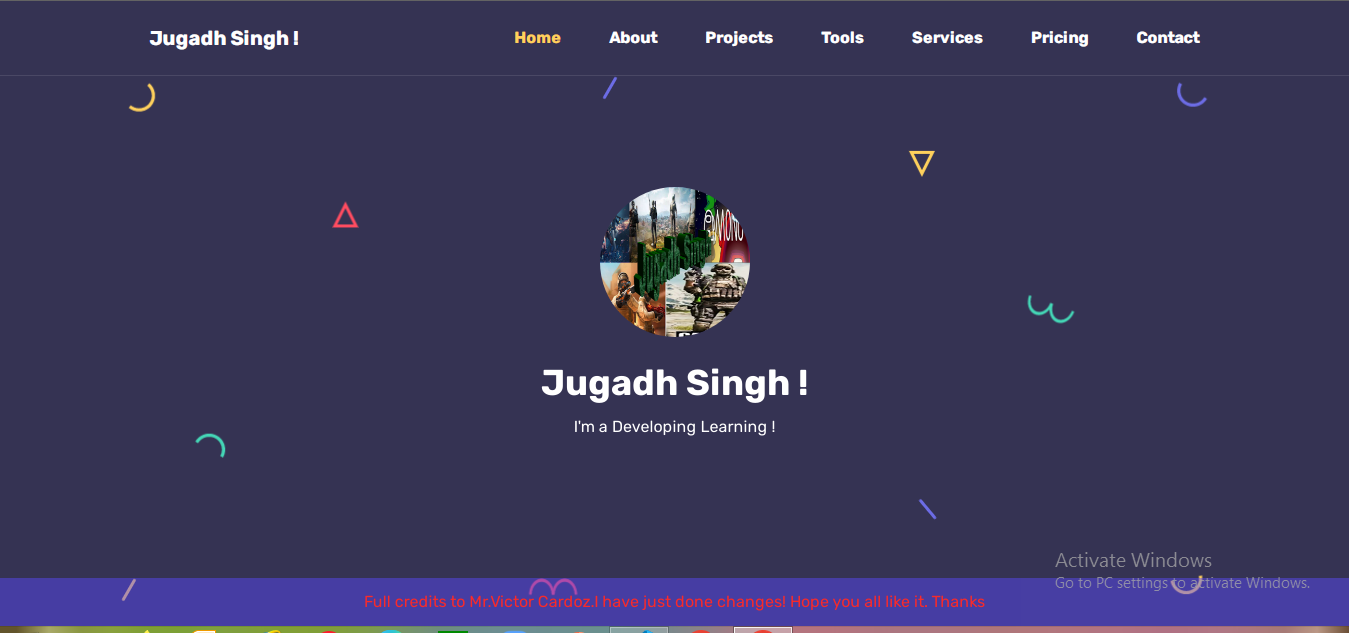 Jugadh Singh !
Home About Projects Tools Services Pricing Contact
Jugadh Singh !
I'm a Developing Learning !
Activate Windows
Go to PC settings to activate Windows.
Full credits to Mr.Victor Cardoz.I have just done changes! Hope you all like it. Thanks